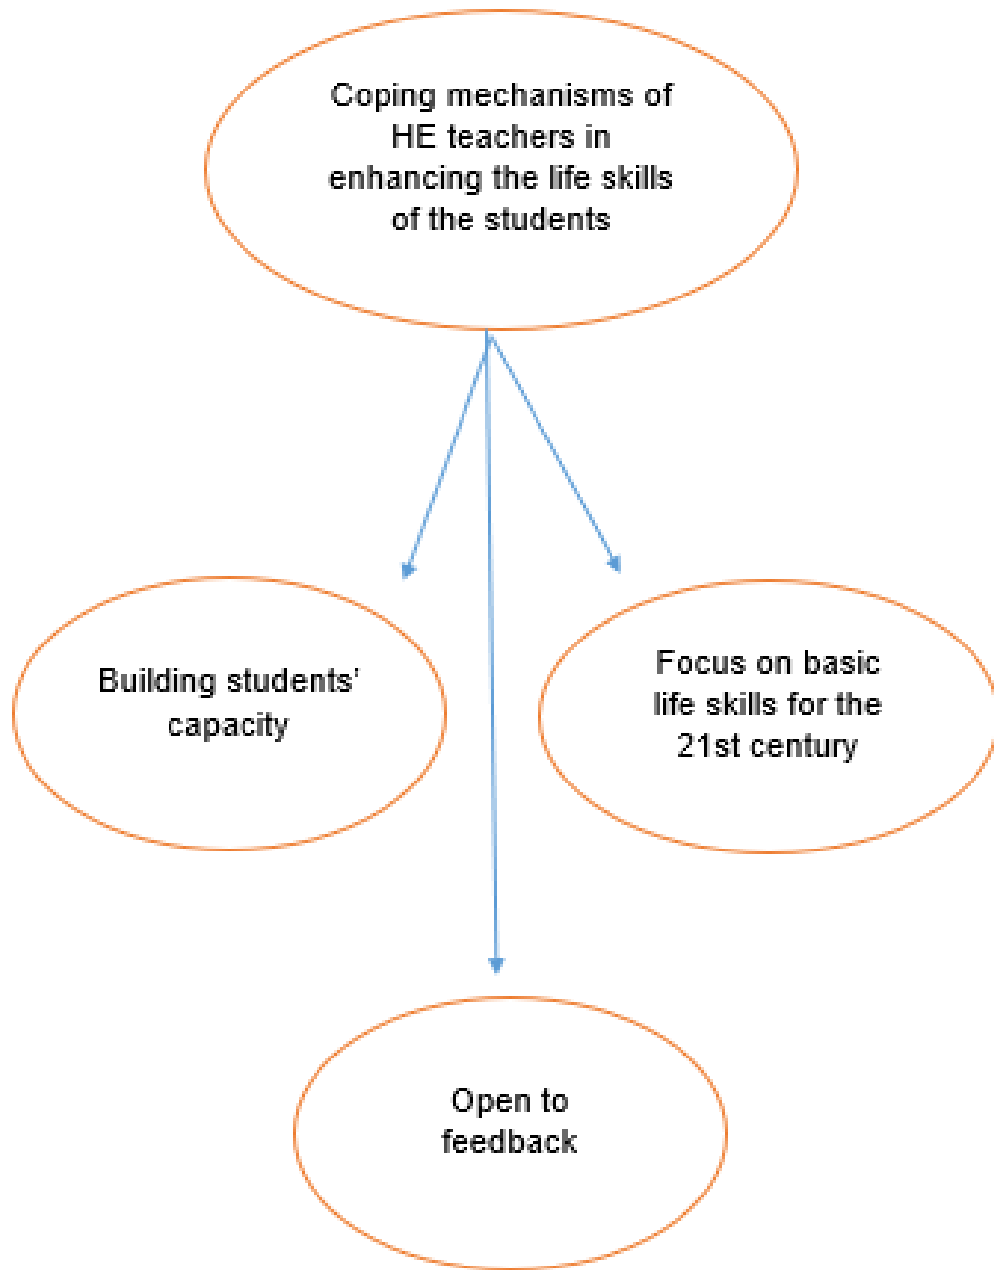 Coping mechanisms of
HE teachers in
enhancing the life skills
of the students
Building students’
capacity
Focus on basic
life skills for the
21st century
Open to
feedback